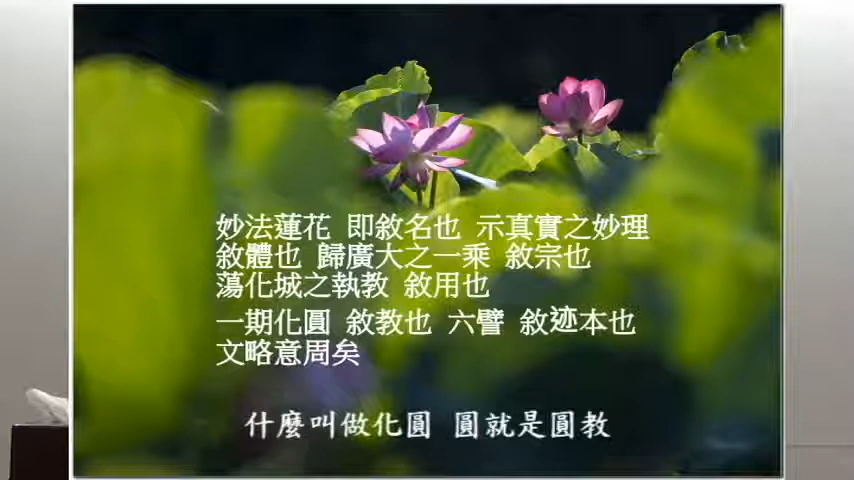 妙法蓮花 即敘名也 示真實之妙理
敘體也 歸廣大之一乘 敘宗也
蕩化城之執教 敘用也
一期化圓 敘教也 六譬 敘迹本也
文略意周矣
什麼叫做化圓 圓就是圓教